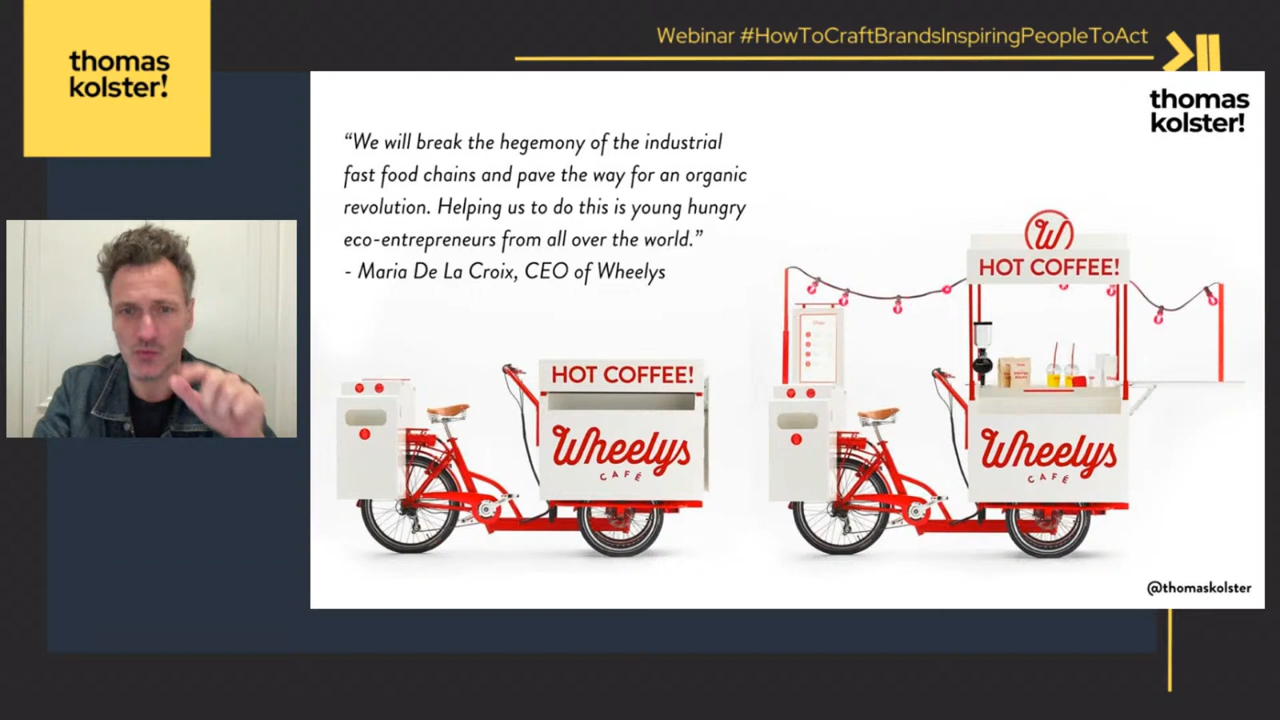 thomas
kolster!
Webinar #HowToCraftBrandsInspiringPeopleToAct
thomas
kolster!
“We will break the hegemony of the industrial
fast food chains and pave the way for an organic
revolution. Helping us to do this is young hungry
eco-entrepreneurs from all over the world.”
- Maria De La Croix, CEO of Wheelys
HOT COFFEE!
Wheelys
CAFÉ
W
HOT COFFEE!
Wheelys
CAFÉ
@thomaskolster